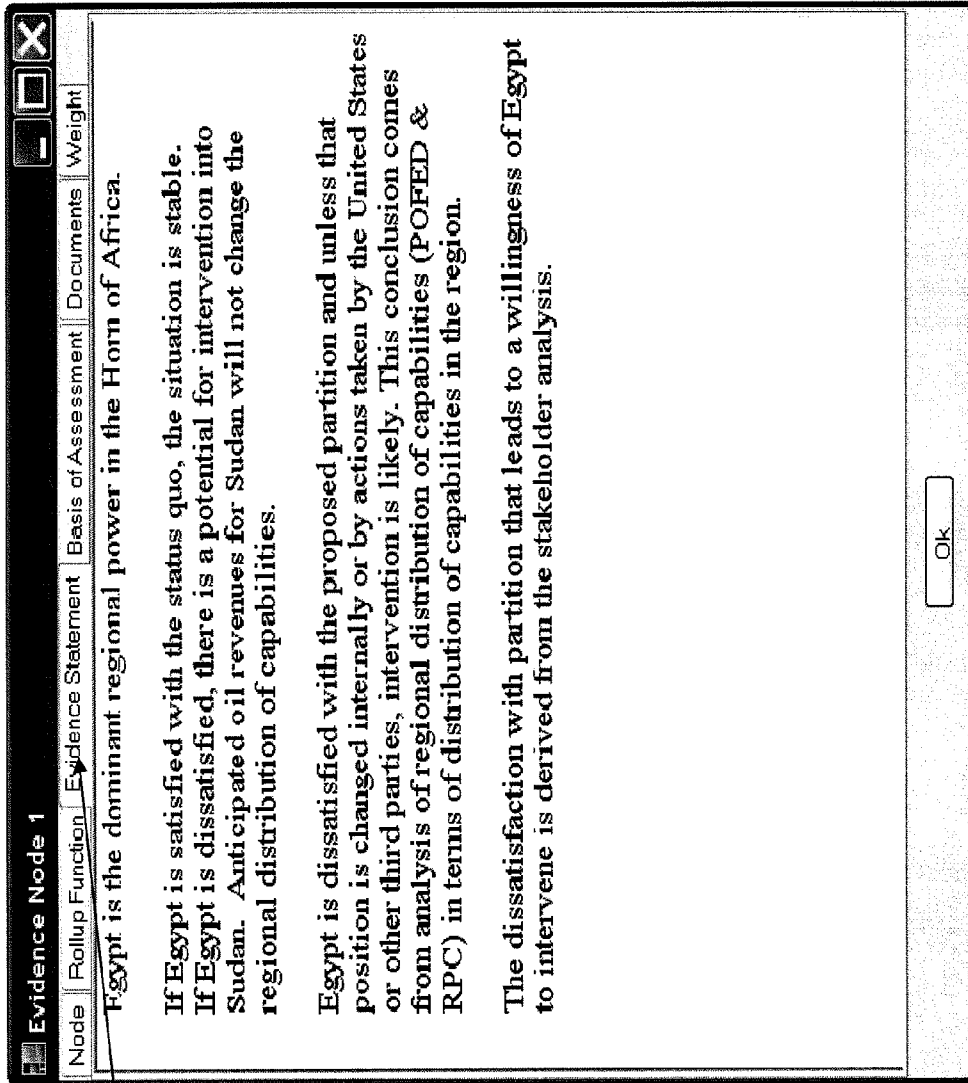 Evidence Node 1
Node Rollup Function Evidence Statement Basis of Assessment Documents Weight
Egypt is the dominant regional power in the Horn of Africa.
If Egypt is satisfied with the status quo, the situation is stable.
If Egypt is dissatisfied, there is a potential for intervention into
Sudan. Anticipated oil revenues for Sudan will not change the
regional distribution of capabilities.
Egypt is dissatisfied with the proposed partition and unless that
position is changed internally or by actions taken by the United States
or other third parties, intervention is likely. This conclusion comes
from analysis of regional distribution of capabilities (POFED &
RPC) in terms of distribution of capabilities in the region.
The dissatisfaction with partition that leads to a willingness of Egypt
to intervene is derived from the stakeholder analysis.
Ok